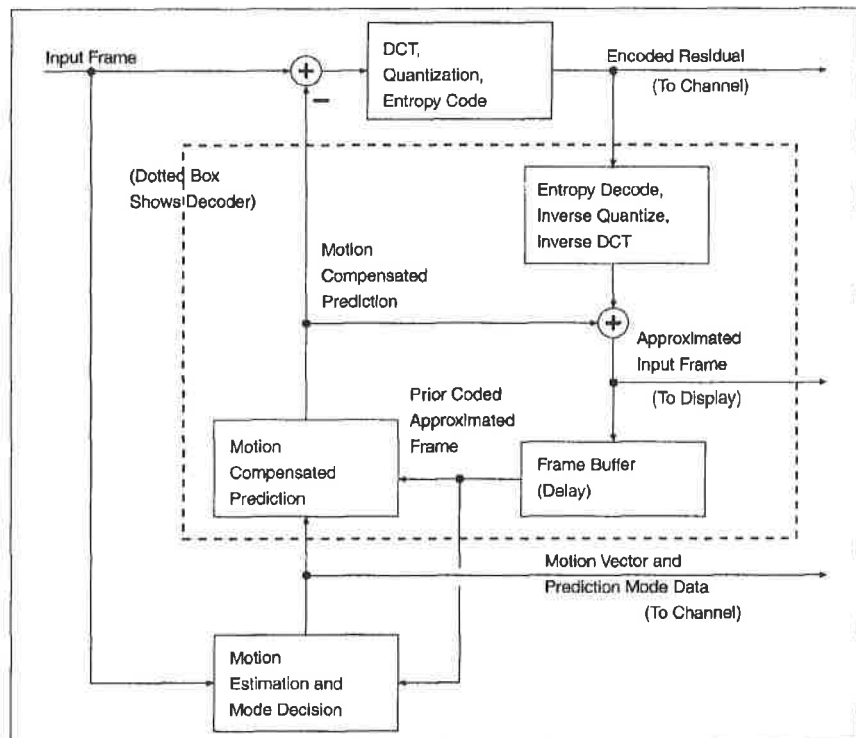 Input Frame
DCT,
Quantization,
Entropy Code
Encoded Residual
(To Channel)
(Dotted Box
Shows Decoder)
Entropy Decode,
Inverse Quantize,
Inverse DCT
Motion
Compensated
Prediction
Approximated
Input Frame
(To Display)
Prior Coded
Approximated
Frame
Motion
Compensated
Prediction
Frame Buffer
(Delay)
Motion Vector and
Prediction Mode Data
(To Channel)
Motion
Estimation and
Mode Decision